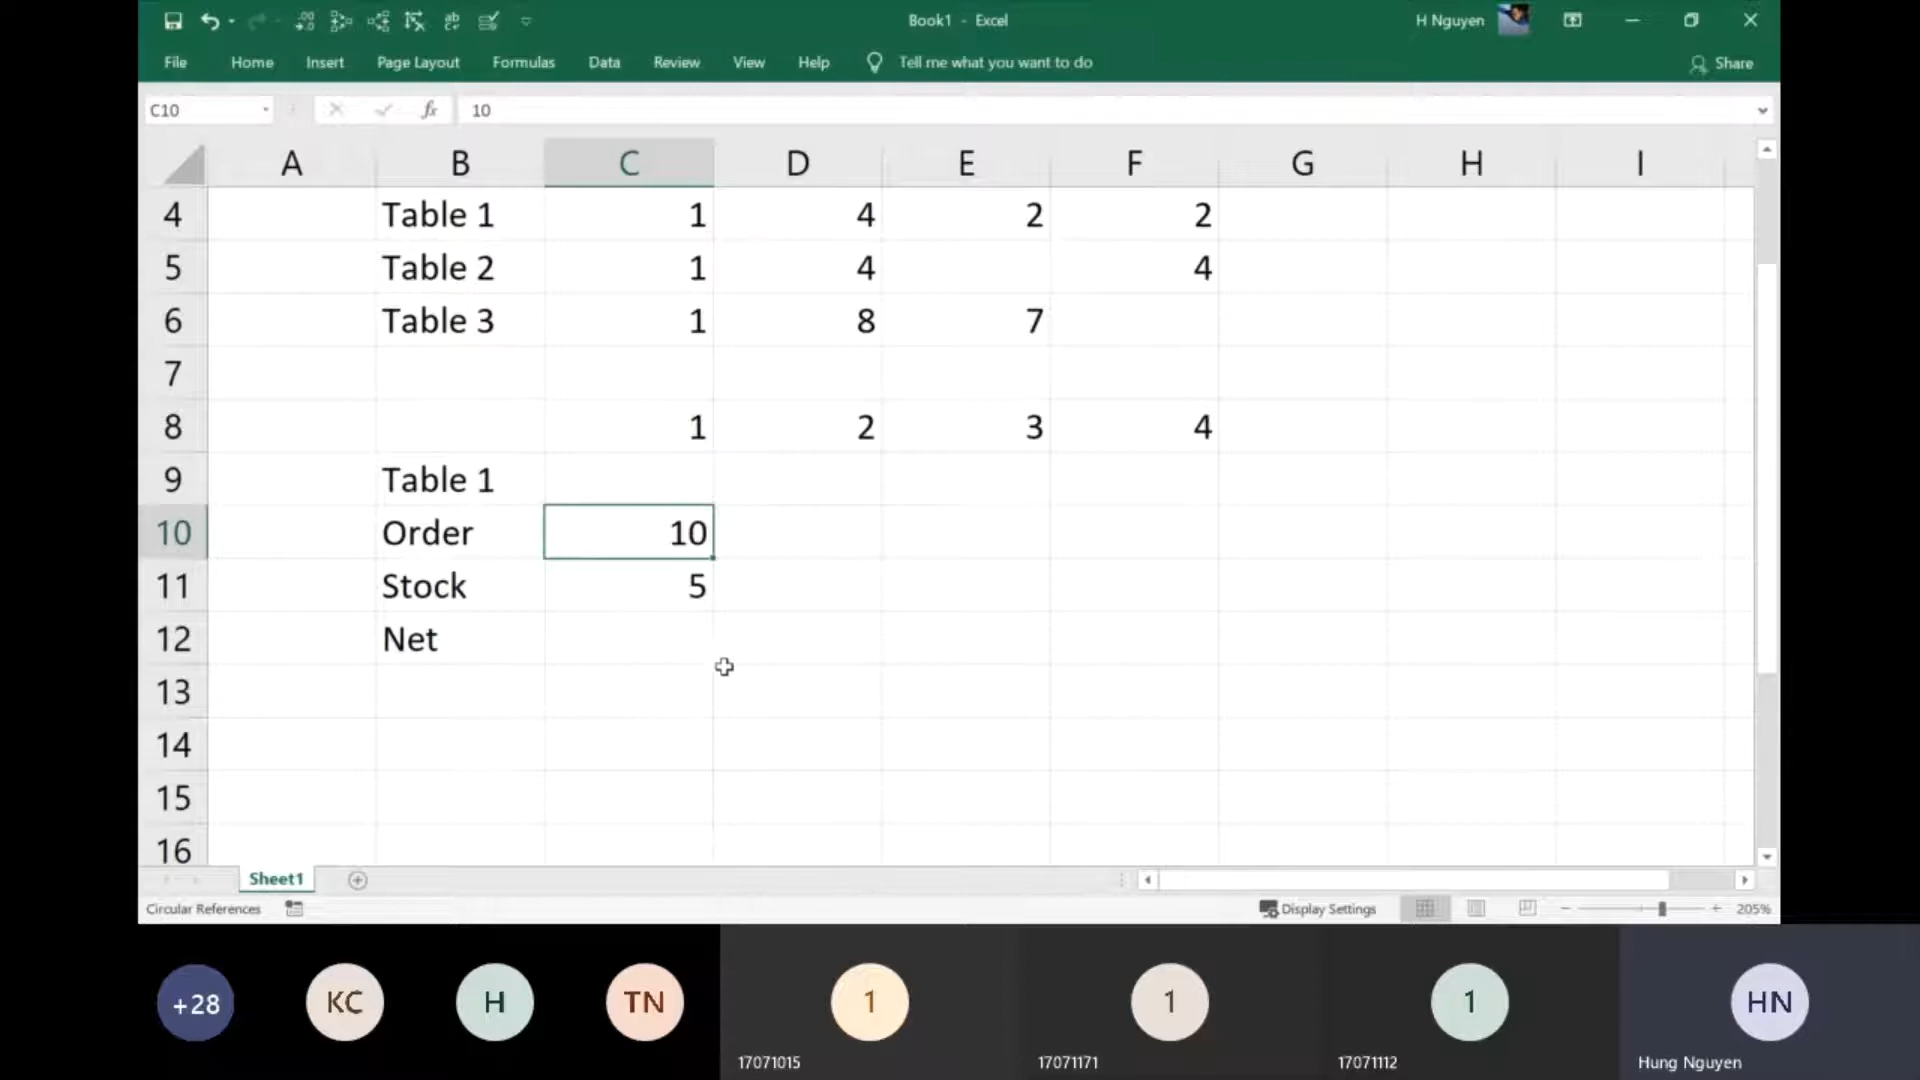 Book1 - Excel
H Nguyen
File Home Insert Page Layout Formulas Data Review View Help Tell me what you want to do
Share
C10
fx
10
A B C D E F G H I
4 Table 1 1 4 2 2
5 Table 2 1 4 4
6 Table 3 1 8 7
7
8 1 2 3 4
9 Table 1
10 Order 10
11 Stock 5
12 Net
13
14
15
16
Sheet1
Circular References
Display Settings
205%
+28 KC H TN 1 1 1 HN
17071015 17071171 17071112 Hung Nguyen